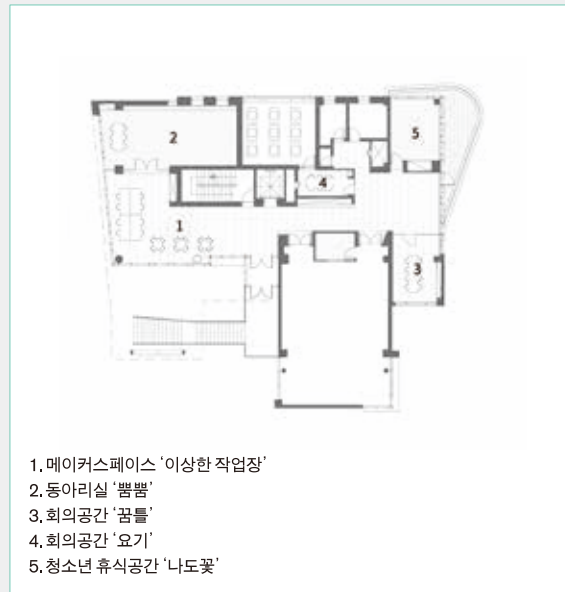 2
5
4
1
3
1. 메이커스페이스 ‘이상한 작업장’
2. 동아리실 ‘뿜뿜’
3. 회의공간 ‘꿈틀’
4. 회의공간 ‘요기’
5. 청소년 휴식공간 ‘나도꽃’